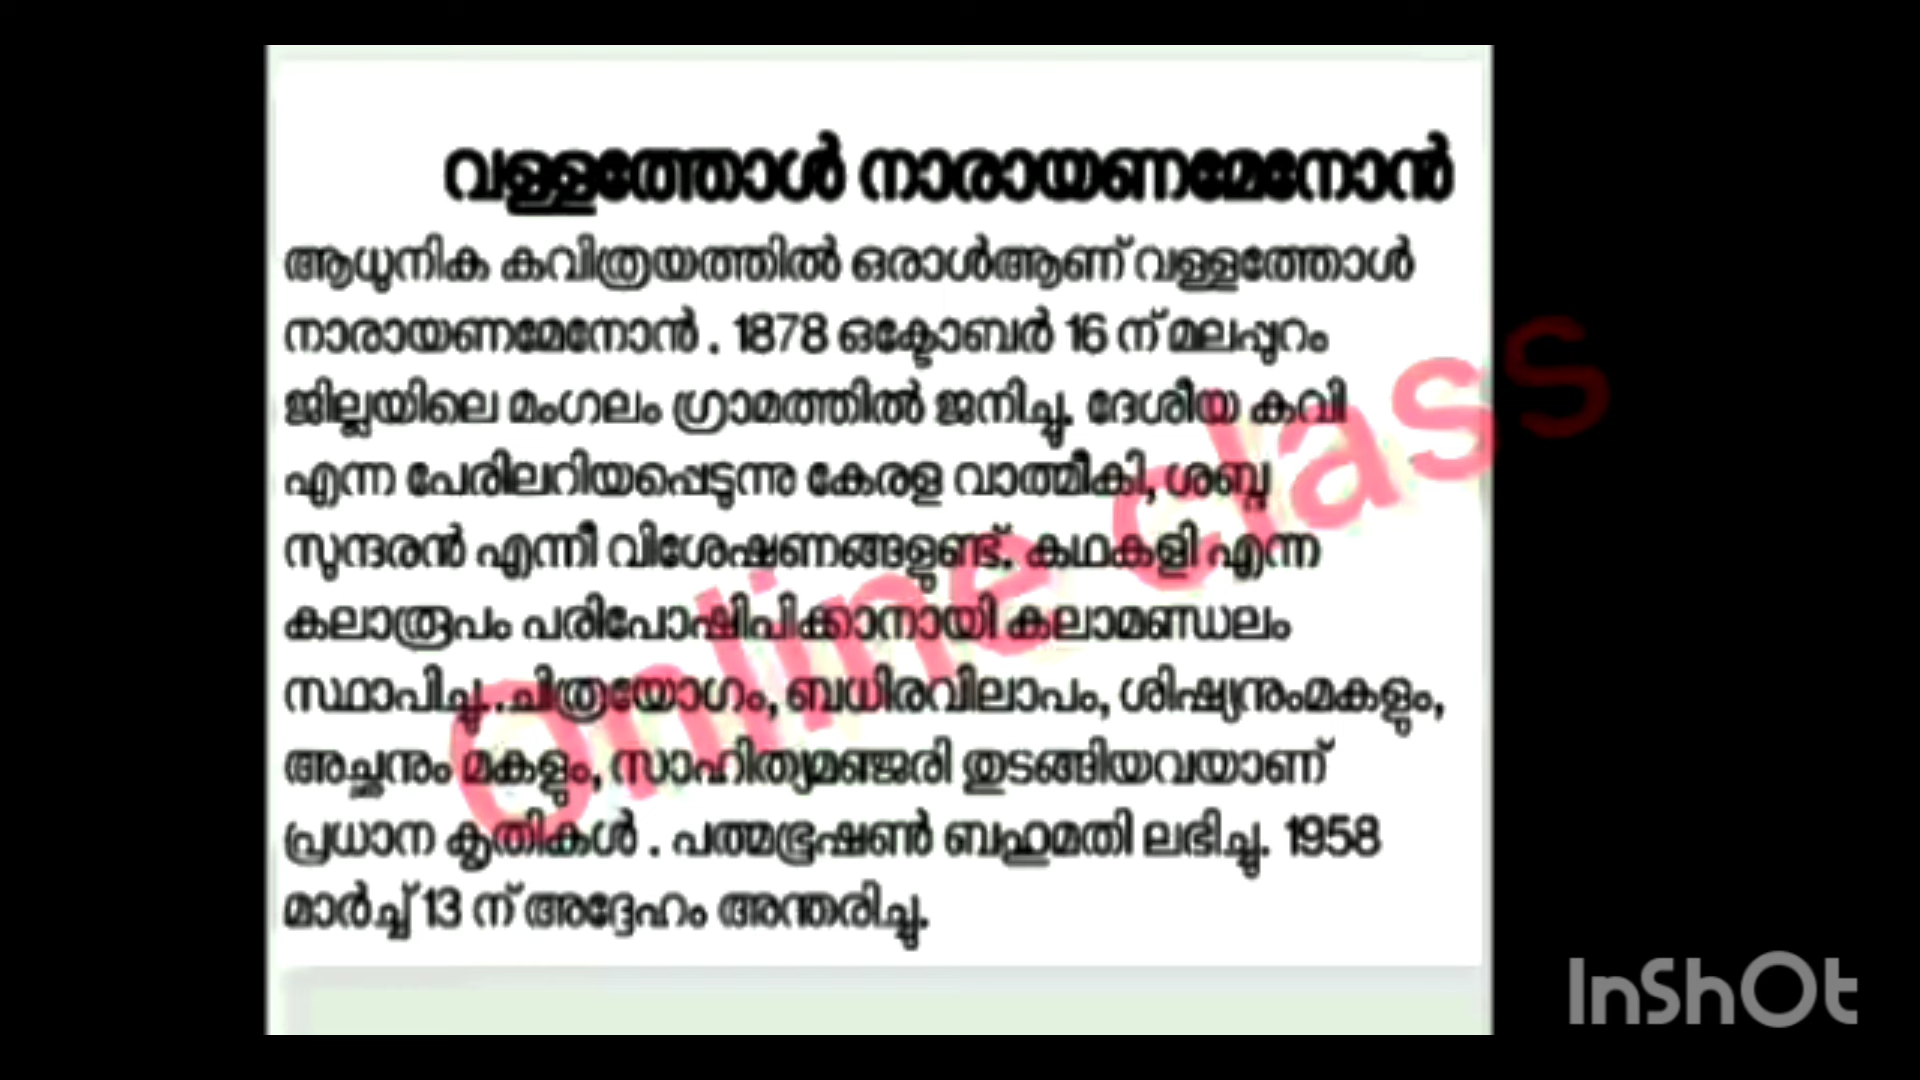 വള്ളത്തോൾ നാരായണമേനോൻ
ആധുനിക കവിത്രയത്തിൽ ഒരാൾആണ് വള്ളത്തോൾ
നാരായണമേനോൻ . 1878 ഒക്ടോബർ 16 ന് മലപ്പുറം
ജില്ലയിലെ മംഗലം ഗ്രാമത്തിൽ ജനിച്ചു. ദേശീയ കവി
എന്ന പേരിലറിയപ്പെടുന്നു കേരള വാത്മീകി, ശബ്ദ
സുന്ദരൻ എന്നീ വിശേഷണങ്ങളുണ്ട്. കഥകളി എന്ന
കലാരൂപം പരിപോഷിപിക്കാനായി കലാമണ്ഡലം
സ്ഥാപിച്ചു..ചിത്രയോഗം, ബധിരവിലാപം, ശിഷ്യനുംമകളും,
അച്ഛനും മകളും, സാഹിത്യമഞ്ജരി തുടങ്ങിയവയാണ്
പ്രധാന കൃതികൾ . പത്മഭൂഷൺ ബഹുമതി ലഭിച്ചു. 1958
മാർച്ച് 13 ന് അദ്ദേഹം അന്തരിച്ചു.
Online class
InShOt